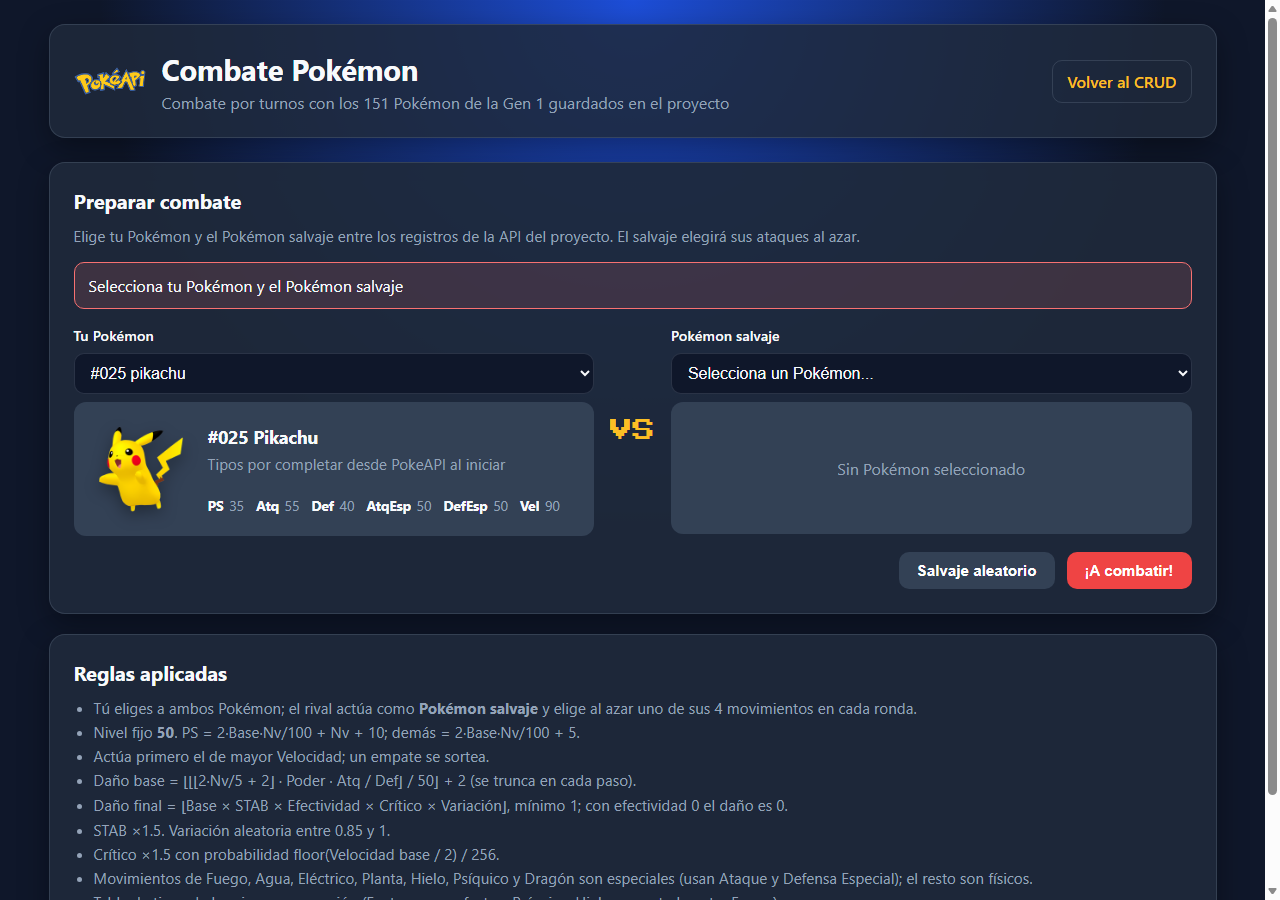 PokéAPI
Combate Pokémon
Combate por turnos con los 151 Pokémon de la Gen 1 guardados en el proyecto
Volver al CRUD
Preparar combate
Elige tu Pokémon y el Pokémon salvaje entre los registros de la API del proyecto. El salvaje elegirá sus ataques al azar.
Selecciona tu Pokémon y el Pokémon salvaje
Tu Pokémon
#025 pikachu
#025 Pikachu
Tipos por completar desde PokeAPI al iniciar
PS 35 Atq 55 Def 40 AtqEsp 50 DefEsp 50 Vel 90
VS
Pokémon salvaje
Selecciona un Pokémon...
Sin Pokémon seleccionado
Salvaje aleatorio
¡A combatir!
Reglas aplicadas
• Tú eliges a ambos Pokémon; el rival actúa como Pokémon salvaje y elige al azar uno de sus 4 movimientos en cada ronda.
• Nivel fijo 50. PS = 2·Base·Nv/100 + Nv + 10; demás = 2·Base·Nv/100 + 5.
• Actúa primero el de mayor Velocidad; un empate se sortea.
• Daño base = ⌊⌊⌊2·Nv/5 + 2⌋ · Poder · Atq / Def⌋ / 50⌋ + 2 (se trunca en cada paso).
• Daño final = ⌊Base × STAB × Efectividad × Crítico × Variación⌋, mínimo 1; con efectividad 0 el daño es 0.
• STAB ×1.5. Variación aleatoria entre 0.85 y 1.
• Crítico ×1.5 con probabilidad floor(Velocidad base / 2) / 256.
• Movimientos de Fuego, Agua, Eléctrico, Planta, Hielo, Psíquico y Dragón son especiales (usan Ataque y Defensa Especial); el resto son físicos.